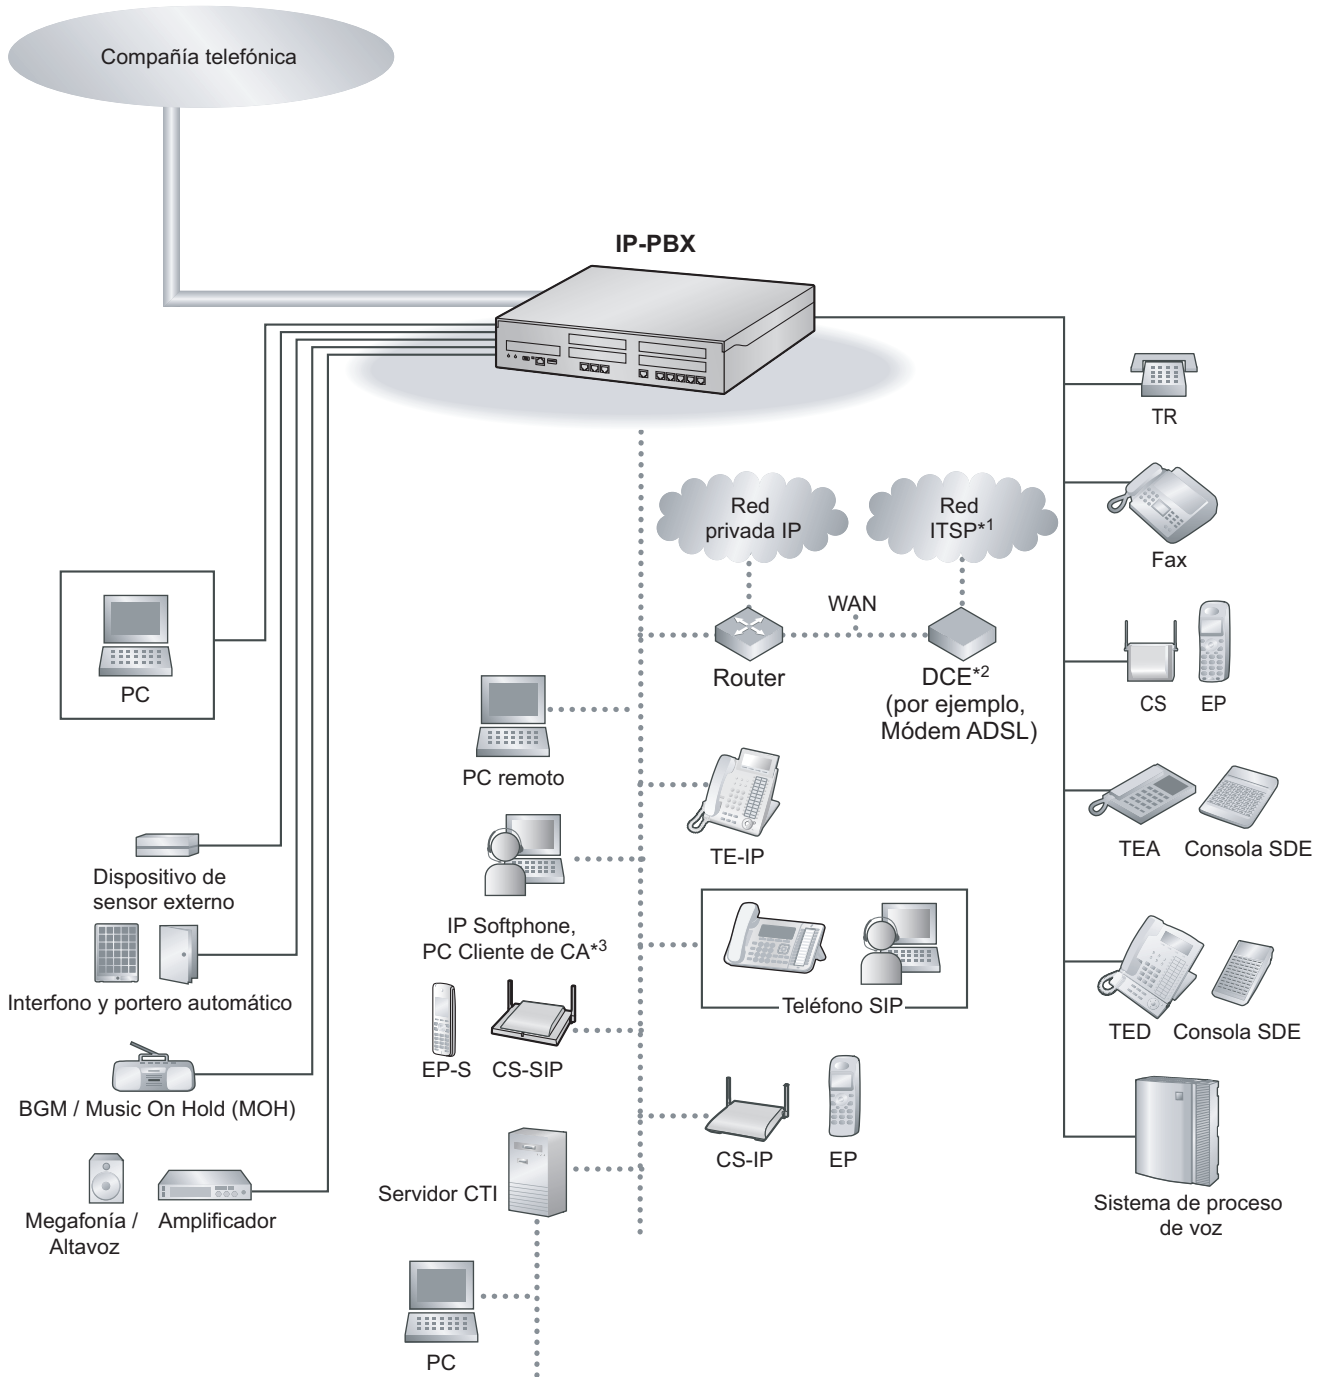 Compañía telefónica
IP-PBX
TR
Red
privada IP
Red
ITSP*1
Fax
WAN
PC
Router
DCE*2
(por ejemplo,
Módem ADSL)
CS
EP
PC remoto
TE-IP
TEA
Consola SDE
Dispositivo de
sensor externo
IP Softphone,
PC Cliente de CA*3
Interfono y portero automático
Teléfono SIP
TED
Consola SDE
EP-S
CS-SIP
BGM / Music On Hold (MOH)
CS-IP
EP
Servidor CTI
Megafonía /
Altavoz
Amplificador
Sistema de proceso
de voz
PC